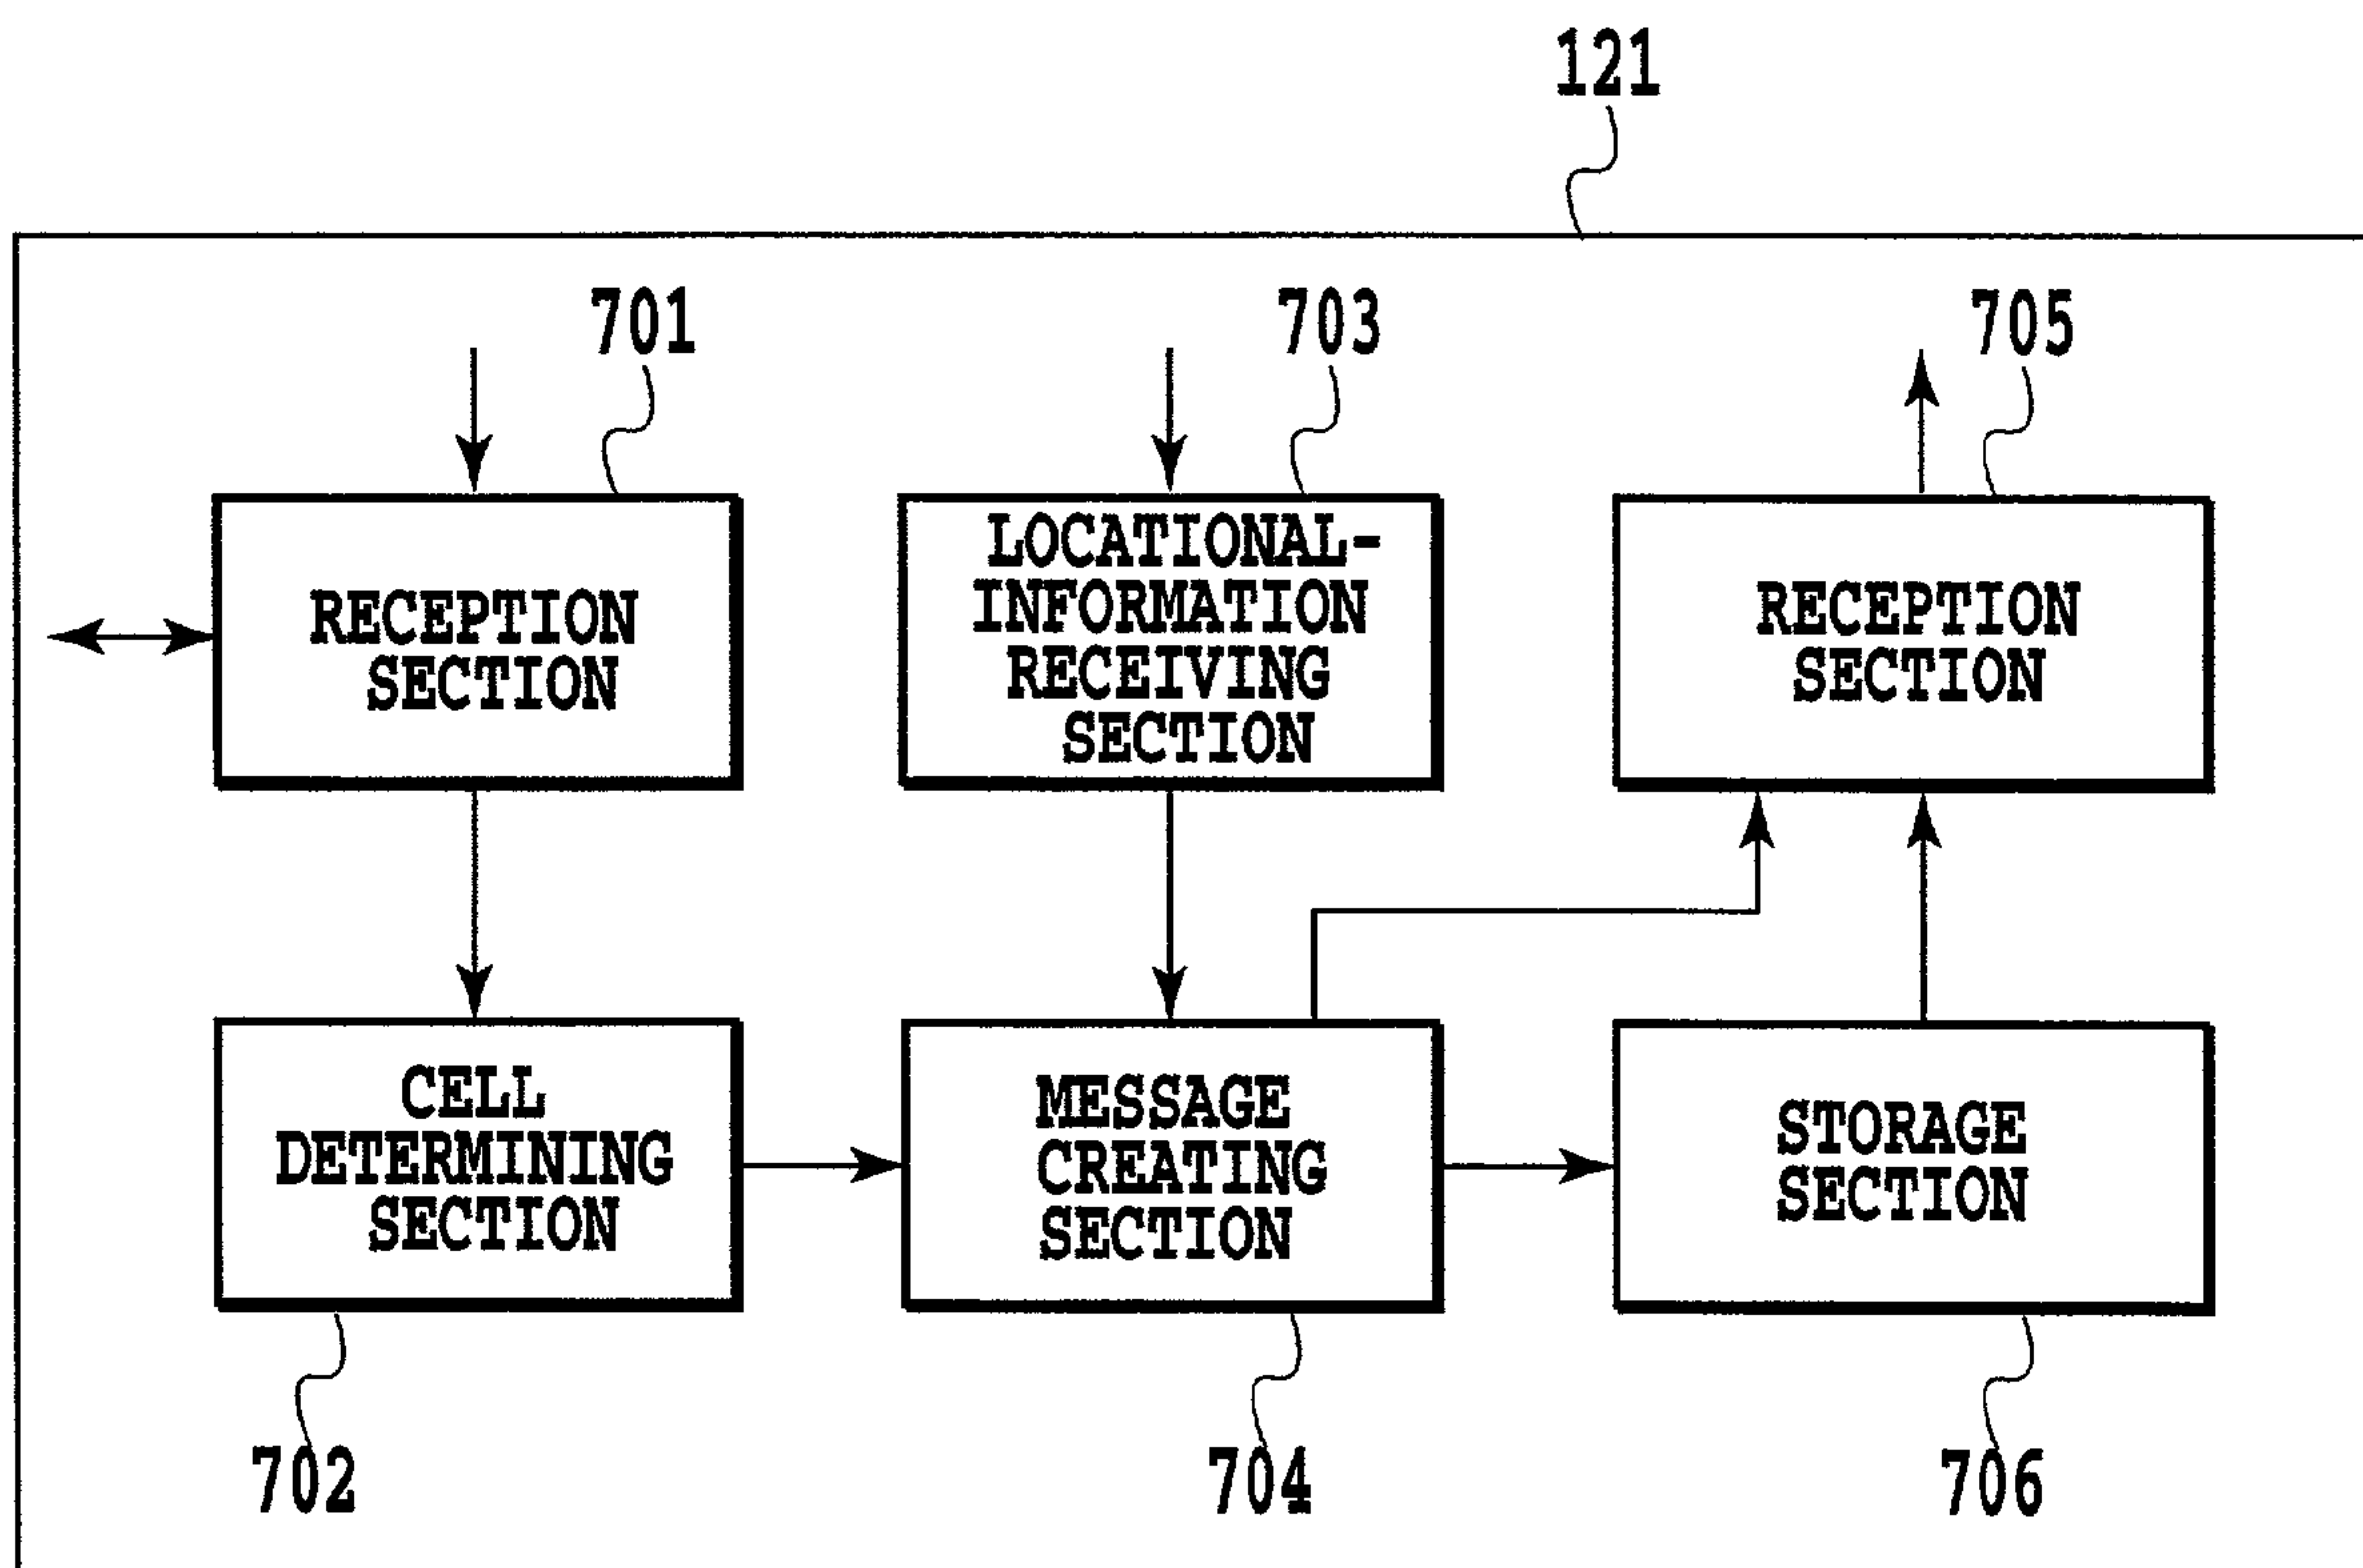 121
701
703
705
RECEPTION
SECTION
LOCATIONAL-
INFORMATION
RECEIVING
SECTION
RECEPTION
SECTION
CELL
DETERMINING
SECTION
MESSAGE
CREATING
SECTION
STORAGE
SECTION
702
704
706